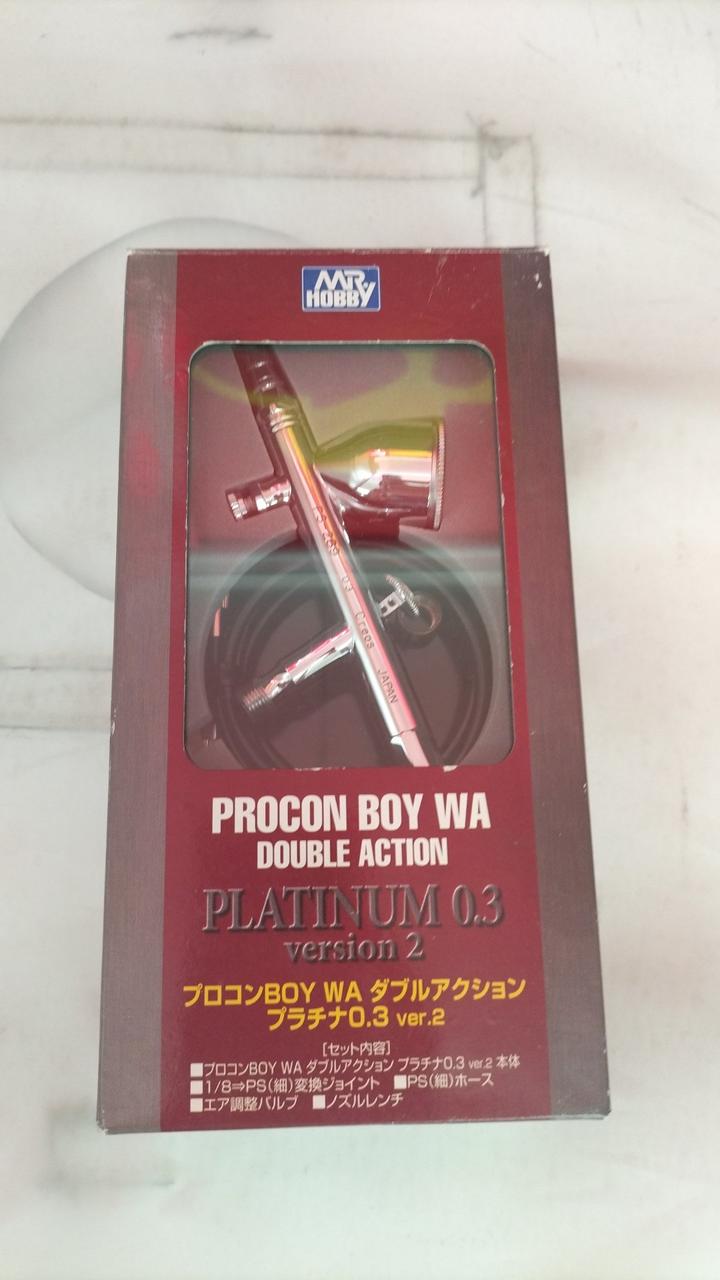 MR.
HOBBY
PS-289 0.3 Creos JAPAN
PROCON BOY WA
DOUBLE ACTION
PLATINUM 0.3
version 2
プロコンBOY WA ダブルアクション
プラチナ0.3 ver.2
[セット内容]
■プロコンBOY WA ダブルアクション プラチナ0.3 ver.2 本体
■1/8⇒PS(細)変換ジョイント ■PS(細)ホース
■エア調整バルブ ■ノズルレンチ